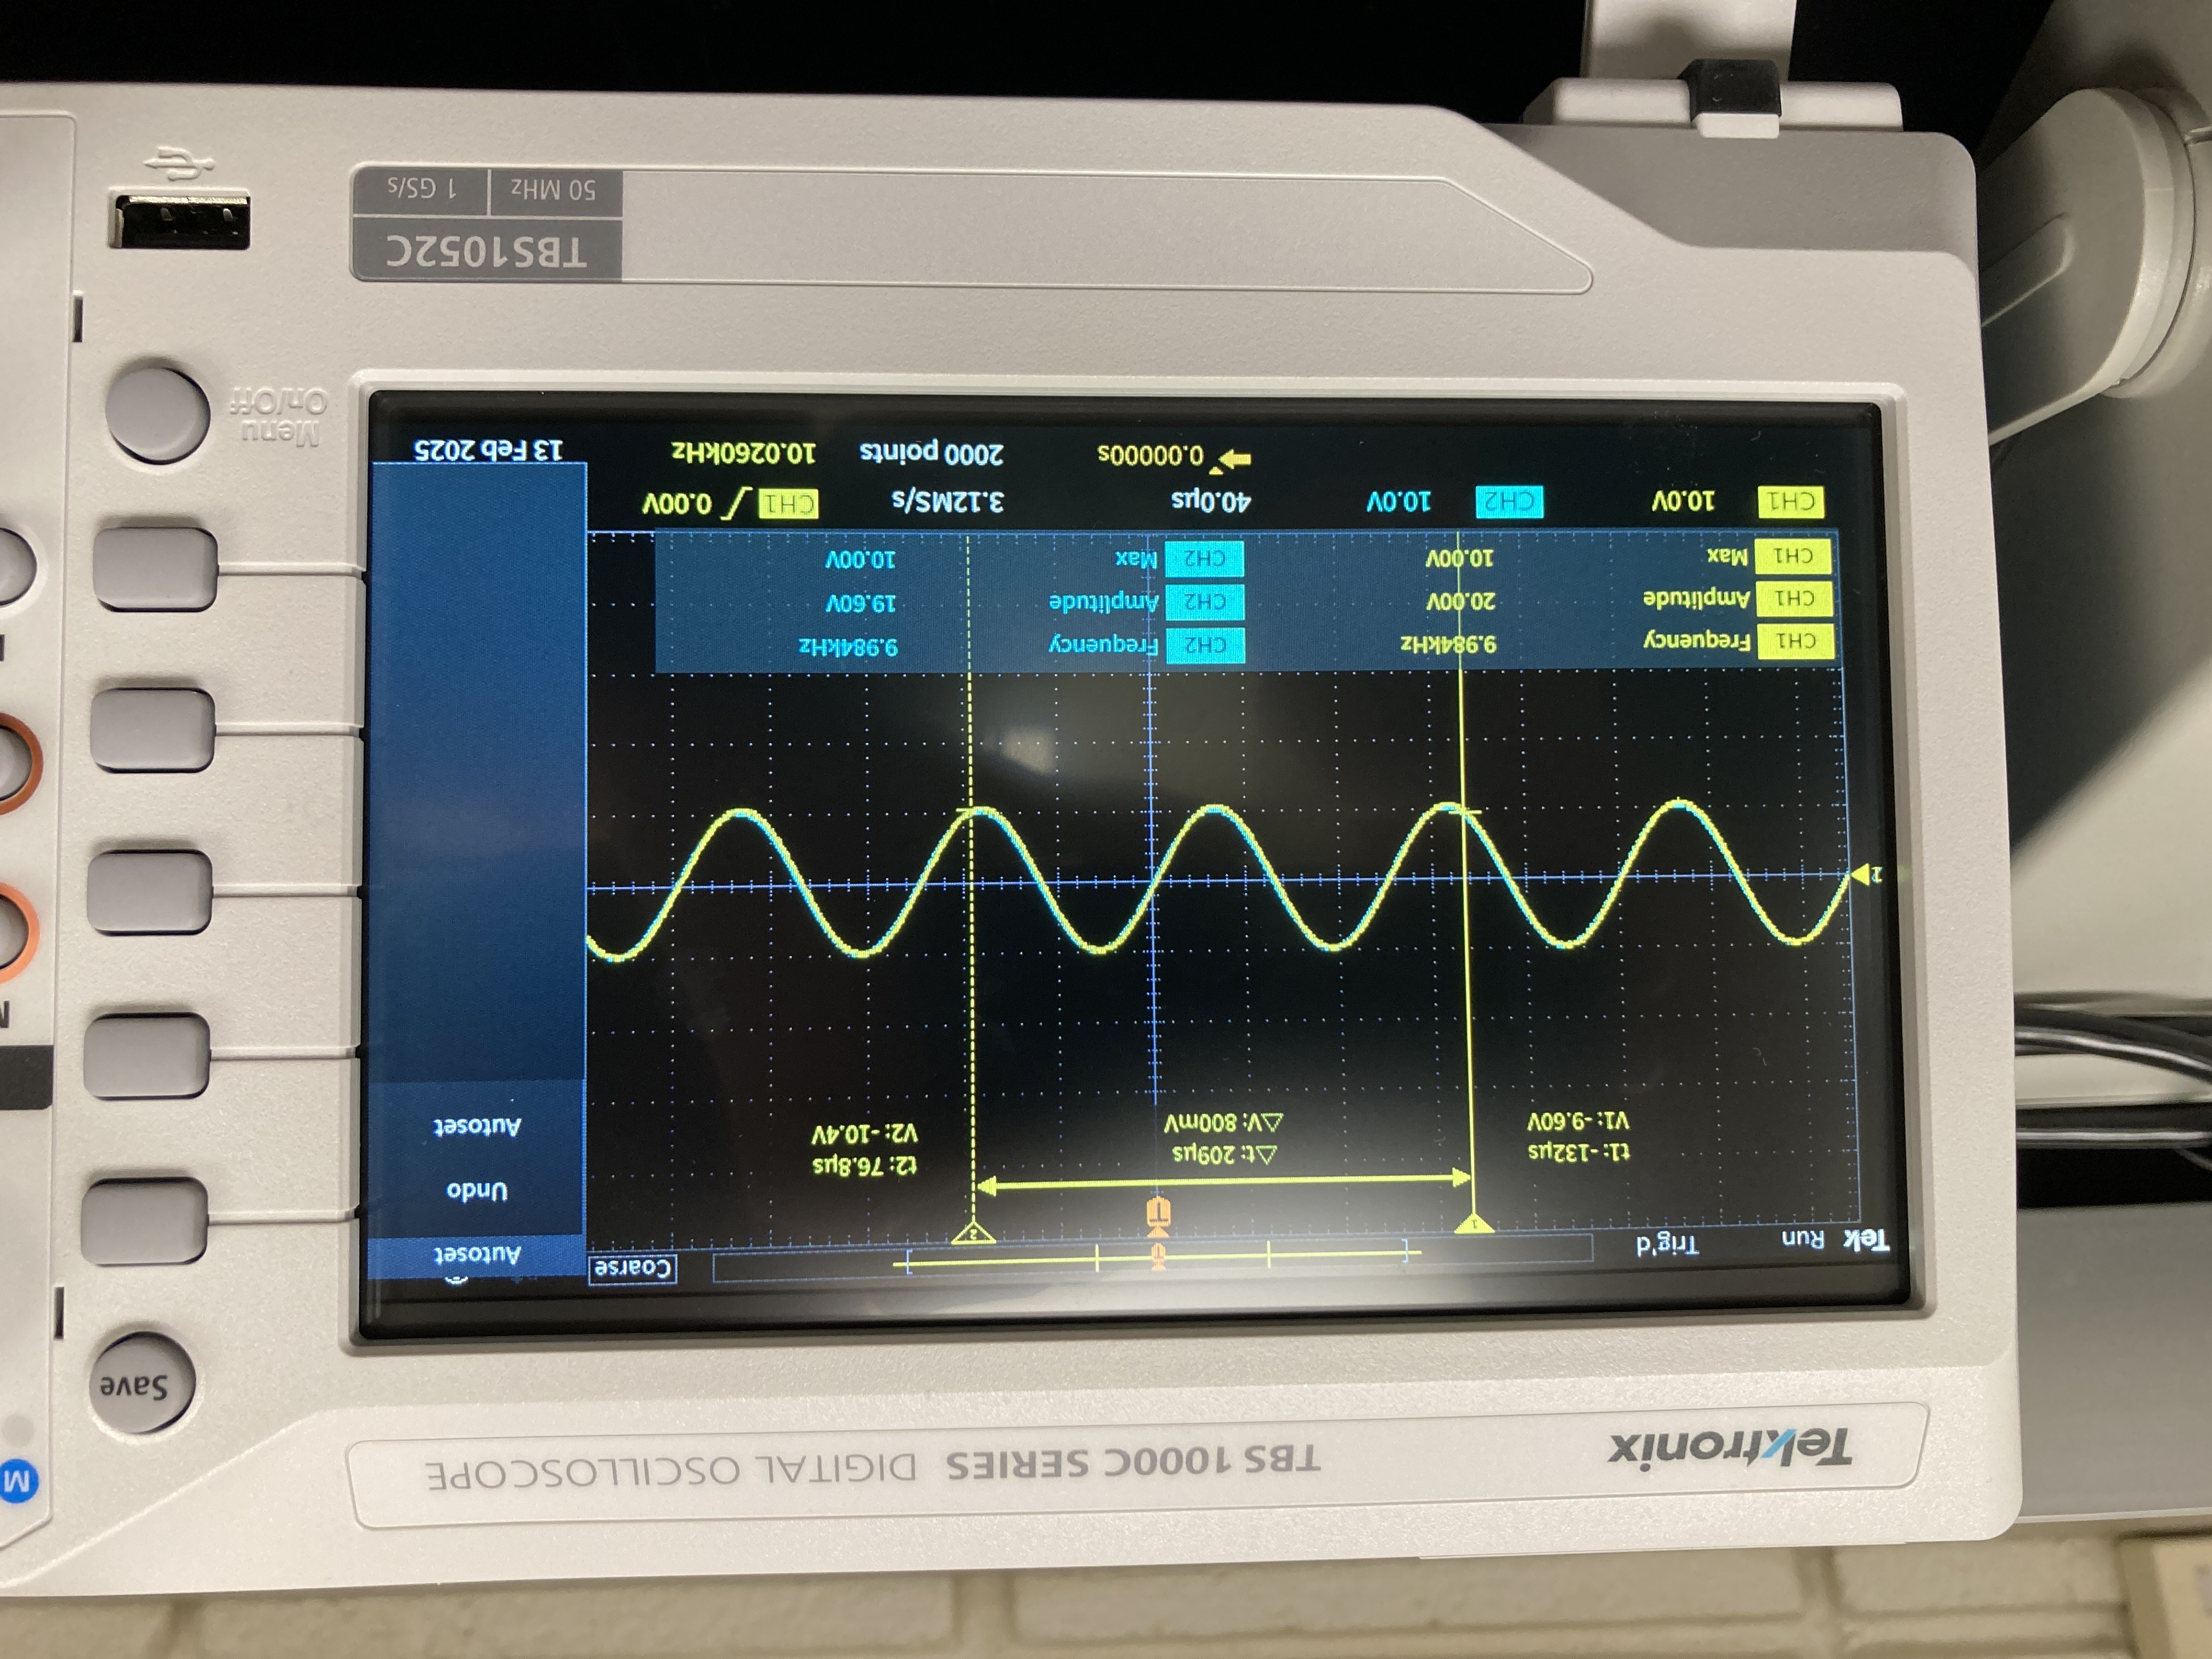 Tektronix
TBS 1000C SERIES DIGITAL OSCILLOSCOPE
M
Save
Tek Run Trig'd
Coarse
Autoset
1
T
2
t1: -132µs
V1: -9.60V
△t: 209µs
△V: 800mV
t2: 76.8µs
V2: -10.4V
Undo
Autoset
CH1 Frequency 9.984kHz CH2 Frequency 9.984kHz
CH1 Amplitude 20.00V CH2 Amplitude 19.60V
CH1 Max 10.00V CH2 Max 10.00V
CH1 10.0V CH2 10.0V 40.0µs 3.12MS/s CH1 0.00V
0.00000s 2000 points 10.0260kHz 13 Feb 2025
Menu
On/Off
TBS1052C
50 MHz 1 GS/s